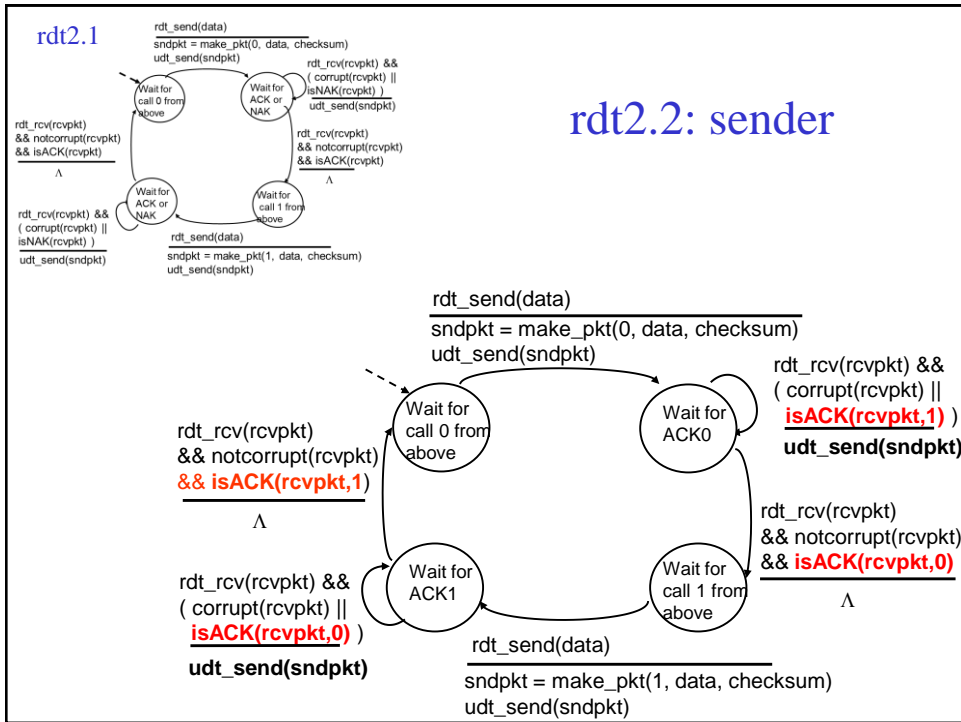 rdt2.1
rdt_send(data)
sndpkt = make_pkt(0, data, checksum)
udt_send(sndpkt)
Wait for
call 0 from
above
Wait for
ACK or
NAK
rdt_rcv(rcvpkt) &&
( corrupt(rcvpkt) ||
isNAK(rcvpkt) )
udt_send(sndpkt)
rdt_rcv(rcvpkt)
&& notcorrupt(rcvpkt)
&& isACK(rcvpkt)
Λ
rdt_rcv(rcvpkt)
&& notcorrupt(rcvpkt)
&& isACK(rcvpkt)
Λ
Wait for
ACK or
NAK
Wait for
call 1 from
above
rdt_rcv(rcvpkt) &&
( corrupt(rcvpkt) ||
isNAK(rcvpkt) )
udt_send(sndpkt)
rdt_send(data)
sndpkt = make_pkt(1, data, checksum)
udt_send(sndpkt)
rdt2.2: sender
rdt_send(data)
sndpkt = make_pkt(0, data, checksum)
udt_send(sndpkt)
Wait for
call 0 from
above
Wait for
ACK0
rdt_rcv(rcvpkt) &&
( corrupt(rcvpkt) ||
isACK(rcvpkt,1) )
udt_send(sndpkt)
rdt_rcv(rcvpkt)
&& notcorrupt(rcvpkt)
&& isACK(rcvpkt,1)
Λ
rdt_rcv(rcvpkt)
&& notcorrupt(rcvpkt)
&& isACK(rcvpkt,0)
Λ
Wait for
ACK1
Wait for
call 1 from
above
rdt_rcv(rcvpkt) &&
( corrupt(rcvpkt) ||
isACK(rcvpkt,0) )
udt_send(sndpkt)
rdt_send(data)
sndpkt = make_pkt(1, data, checksum)
udt_send(sndpkt)